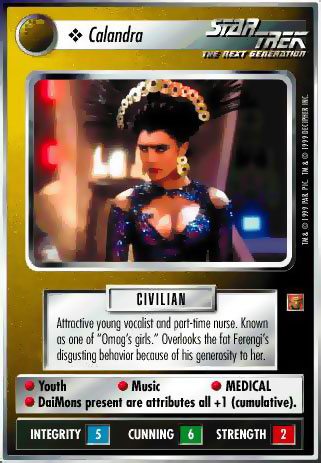 ❖ Calandra
STAR TREK
THE NEXT GENERATION
TM & © 1999 PAR. PIC. TM & © 1999 DECIPHER INC.
CIVILIAN
Attractive young vocalist and part-time nurse. Known
as one of "Omag's girls." Overlooks the fat Ferengi's
disgusting behavior because of his generosity to her.
Youth Music MEDICAL
DaiMons present are attributes all +1 (cumulative).
INTEGRITY 5 CUNNING 6 STRENGTH 2